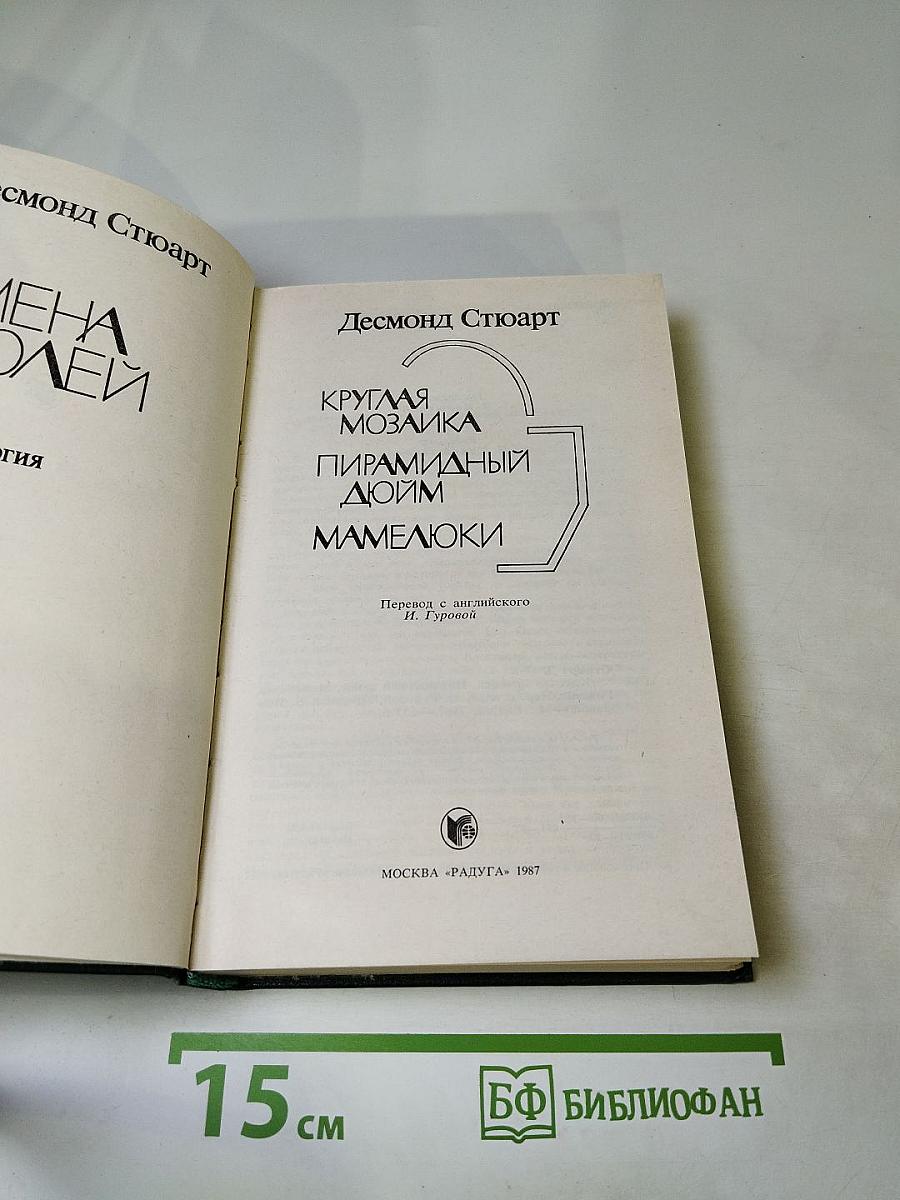 есмонд Стюарт
МЕНА
ОЛЕЙ
огия
Десмонд Стюарт
КРУГЛАЯ
МОЗАИКА
ПИРАМИДНЫЙ
ДЮЙМ
МАМЕЛЮКИ
Перевод с английского
И. Гуровой
МОСКВА «РАДУГА» 1987
15 см
БФ БИБЛИОФАН